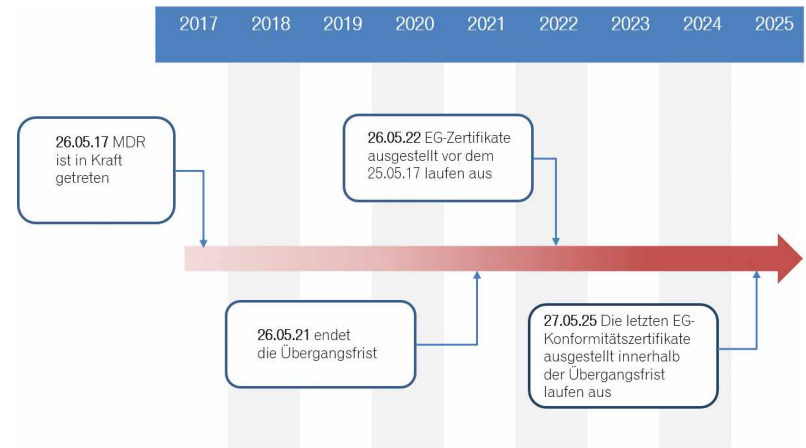 2017 2018 2019 2020 2021 2022 2023 2024 2025
26.05.17 MDR
ist in Kraft
getreten
26.05.22 EG-Zertifikate
ausgestellt vor dem
25.05.17 laufen aus
26.05.21 endet
die Übergangsfrist
27.05.25 Die letzten EG-
Konformitätszertifikate
ausgestellt innerhalb
der Übergangsfrist
laufen aus